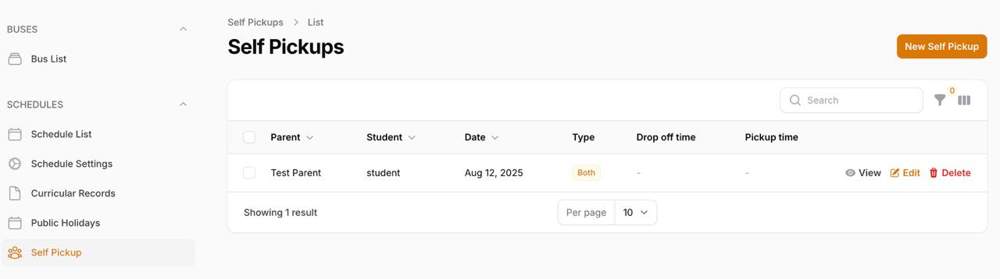 BUSES
Bus List
SCHEDULES
Schedule List
Schedule Settings
Curricular Records
Public Holidays
Self Pickup
Self Pickups > List
Self Pickups
New Self Pickup
Search
0
Parent Student Date Type Drop off time Pickup time
Test Parent student Aug 12, 2025 Both - - View Edit Delete
Showing 1 result Per page 10